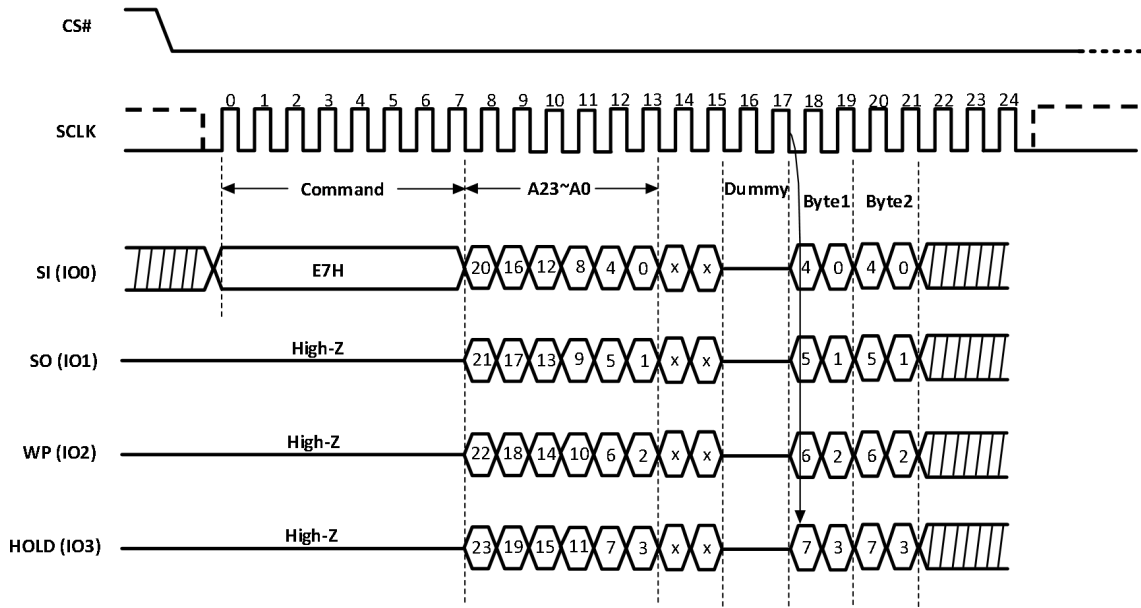 CS#
0 1 2 3 4 5 6 7 8 9 10 11 12 13 14 15 16 17 18 19 20 21 22 23 24
SCLK
Command A23~A0 Dummy Byte1 Byte2
SI (IO0) E7H 20 16 12 8 4 0 x x 4 0 4 0
High-Z
SO (IO1) 21 17 13 9 5 1 x x 5 1 5 1
High-Z
WP (IO2) 22 18 14 10 6 2 x x 6 2 6 2
High-Z
HOLD (IO3) 23 19 15 11 7 3 x x 7 3 7 3